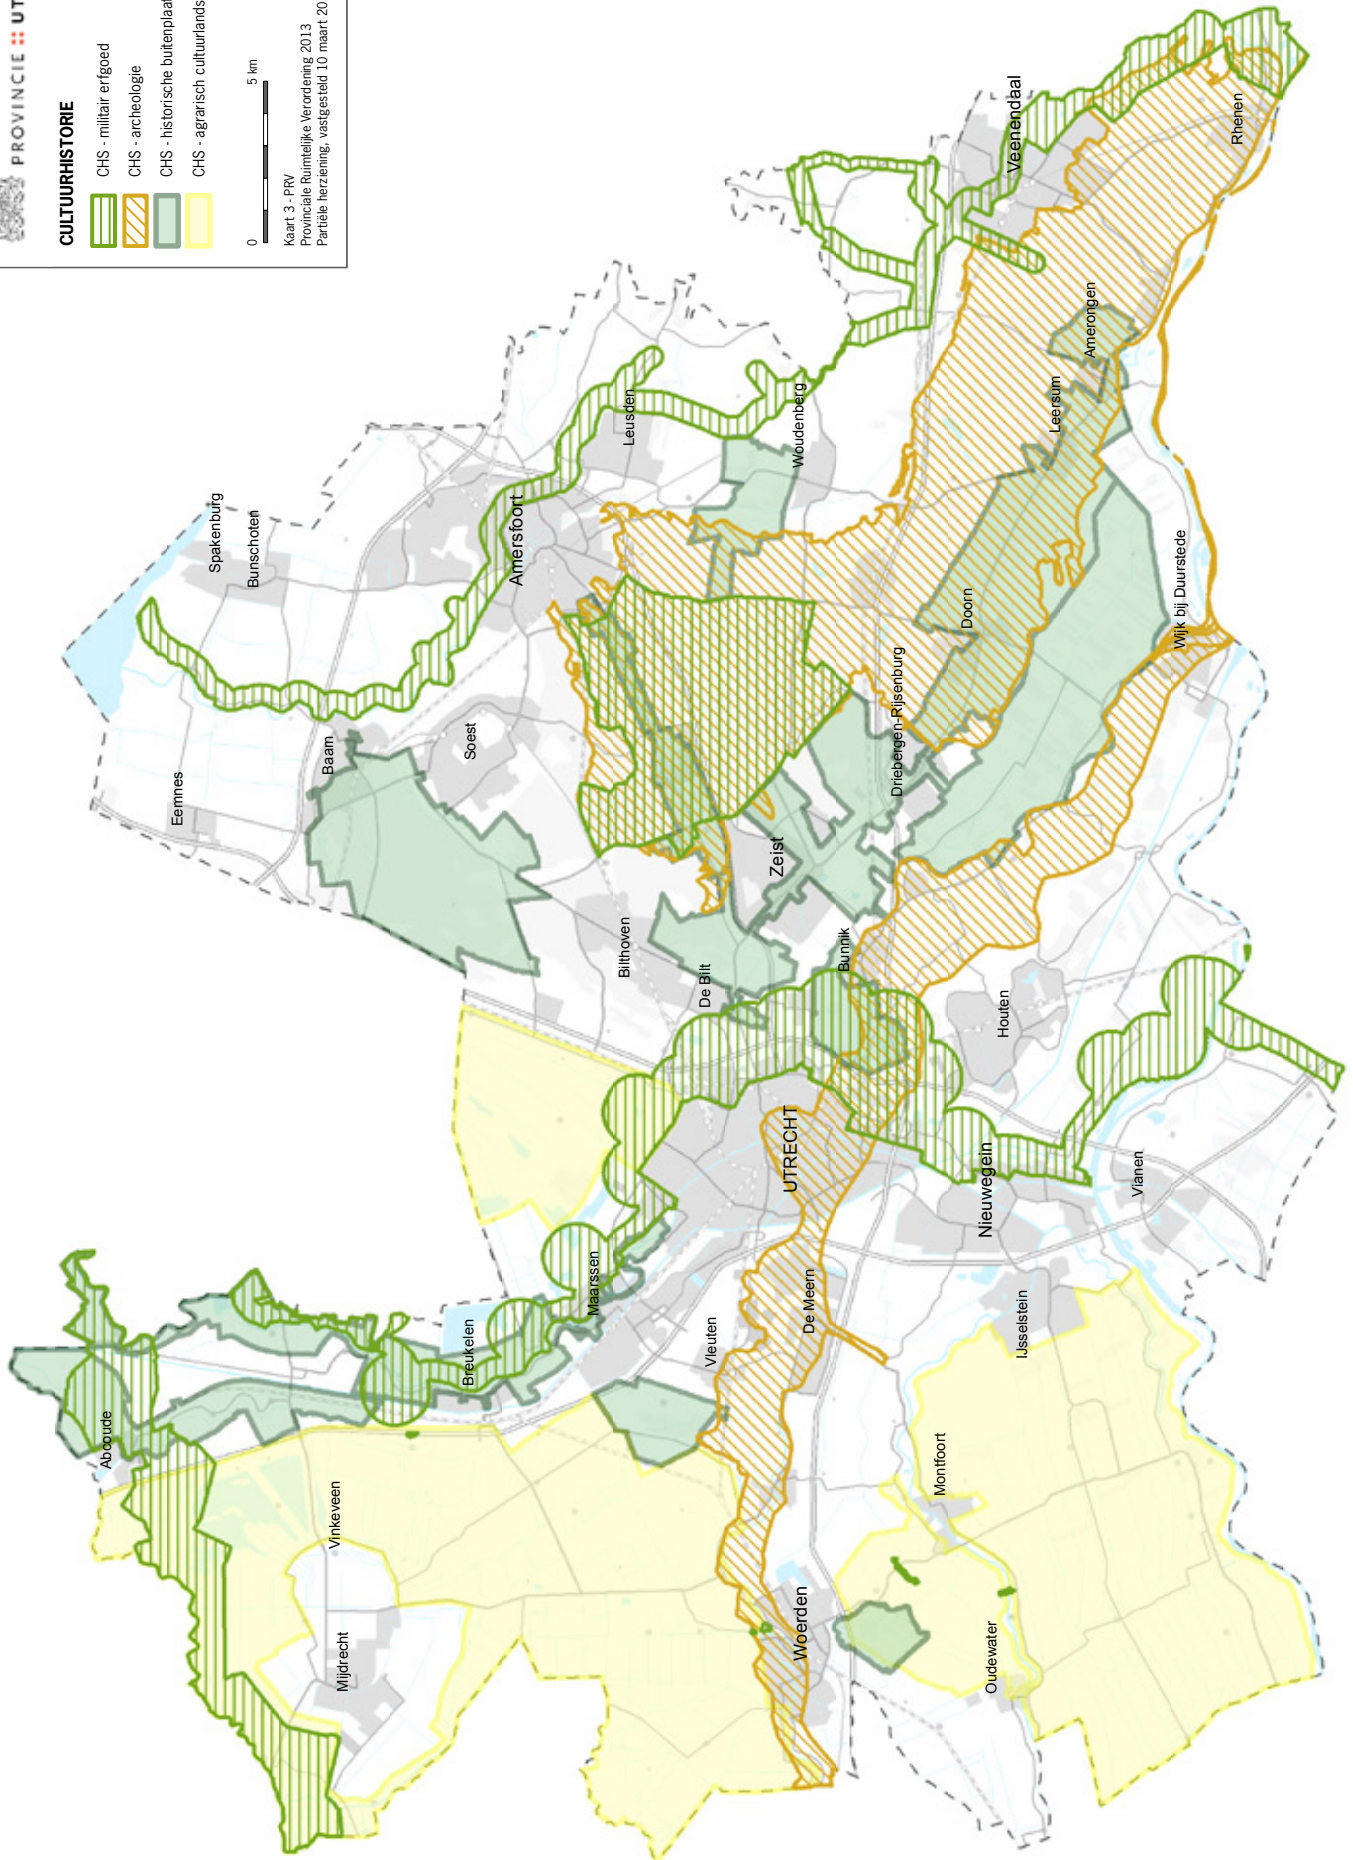 PROVINCIE :: UT
CULTUURHISTORIE
CHS - militair erfgoed
CHS - archeologie
CHS - historische buitenplaat
CHS - agrarisch cultuurlands
0 5 km
Kaart 3 - PRV
Provinciale Ruimtelijke Verordening 2013
Partiële herziening, vastgesteld 10 maart 20
Spakenburg
Bunschoten
Eemnes
Baarn
Soest
Amersfoort
Leusden
Woudenberg
Veenendaal
Rhenen
Amerongen
Leersum
Doorn
Wijk bij Duurstede
Driebergen-Rijsenburg
Zeist
Bilthoven
De Bilt
Bunnik
Houten
UTRECHT
Nieuwegein
Vianen
IJsselstein
De Meern
Vleuten
Maarssen
Breukelen
Abcoude
Vinkeveen
Mijdrecht
Woerden
Montfoort
Oudewater